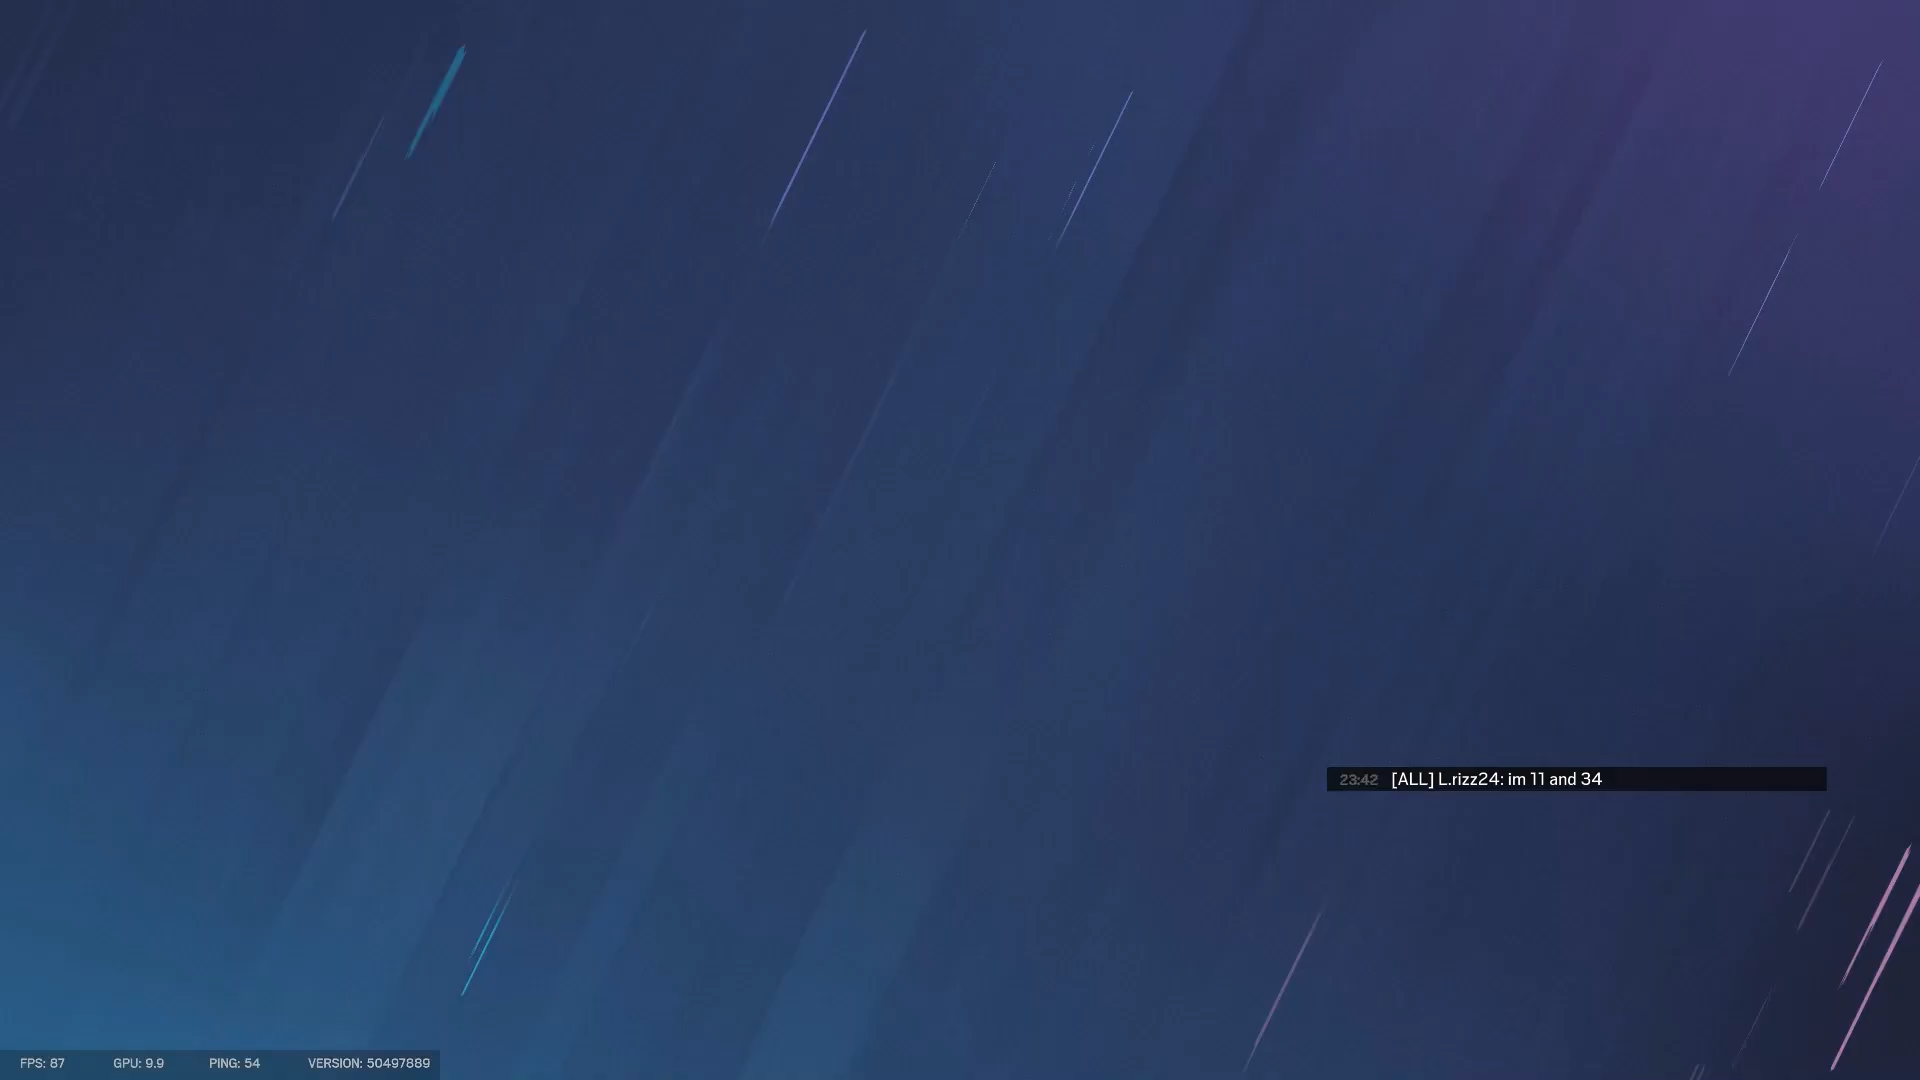 23:42 [ALL] L.rizz24: im 11 and 34
FPS: 87 GPU: 9.9 PING: 54 VERSION: 50497889